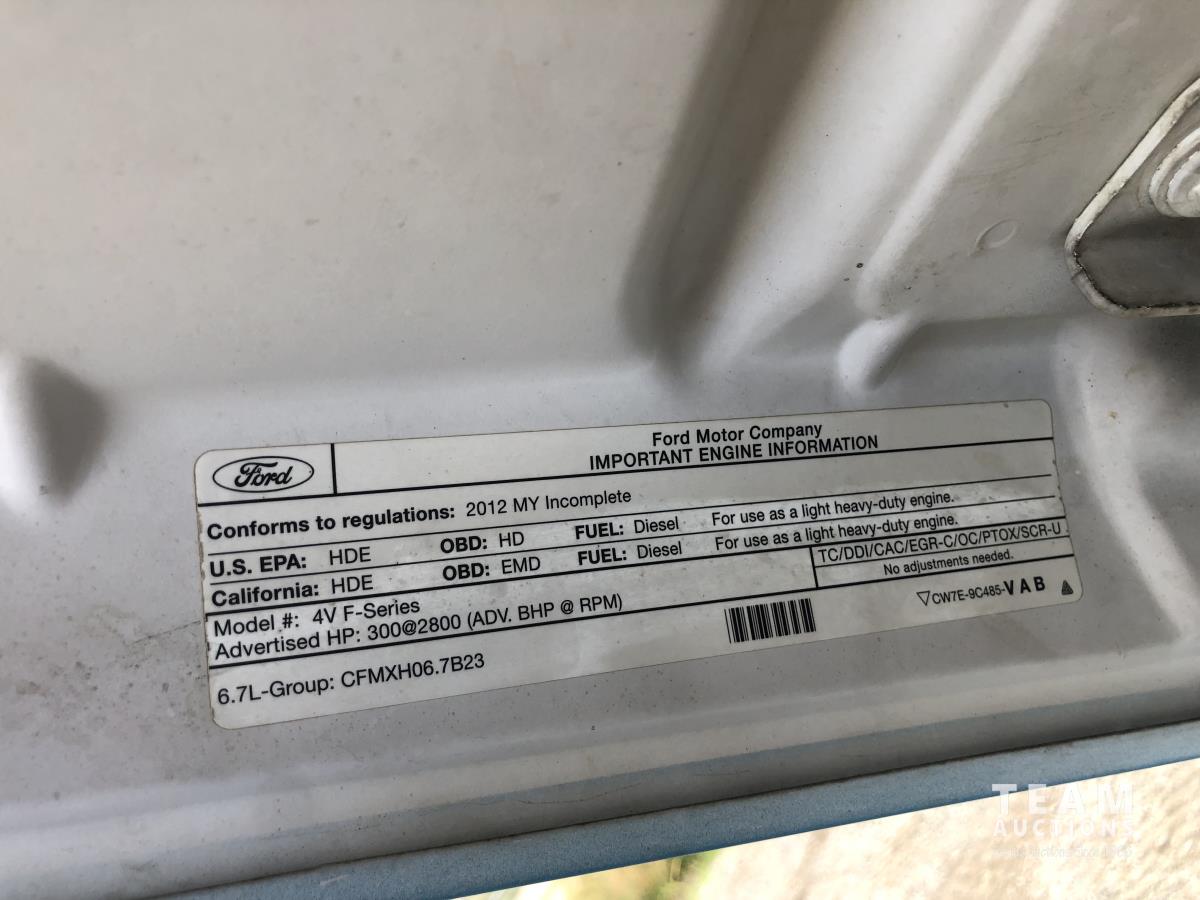 Ford
Ford Motor Company
IMPORTANT ENGINE INFORMATION
Conforms to regulations: 2012 MY Incomplete
U.S. EPA: HDE OBD: HD FUEL: Diesel For use as a light heavy-duty engine.
California: HDE OBD: EMD FUEL: Diesel For use as a light heavy-duty engine.
Model #: 4V F-Series
TC/DDI/CAC/EGR-C/OC/PTOX/SCR-U
Advertised HP: 300@2800 (ADV. BHP @ RPM)
No adjustments needed.
6.7L-Group: CFMXH06.7B23
CW7E-9C485-VAB
TEAM
AUCTIONS